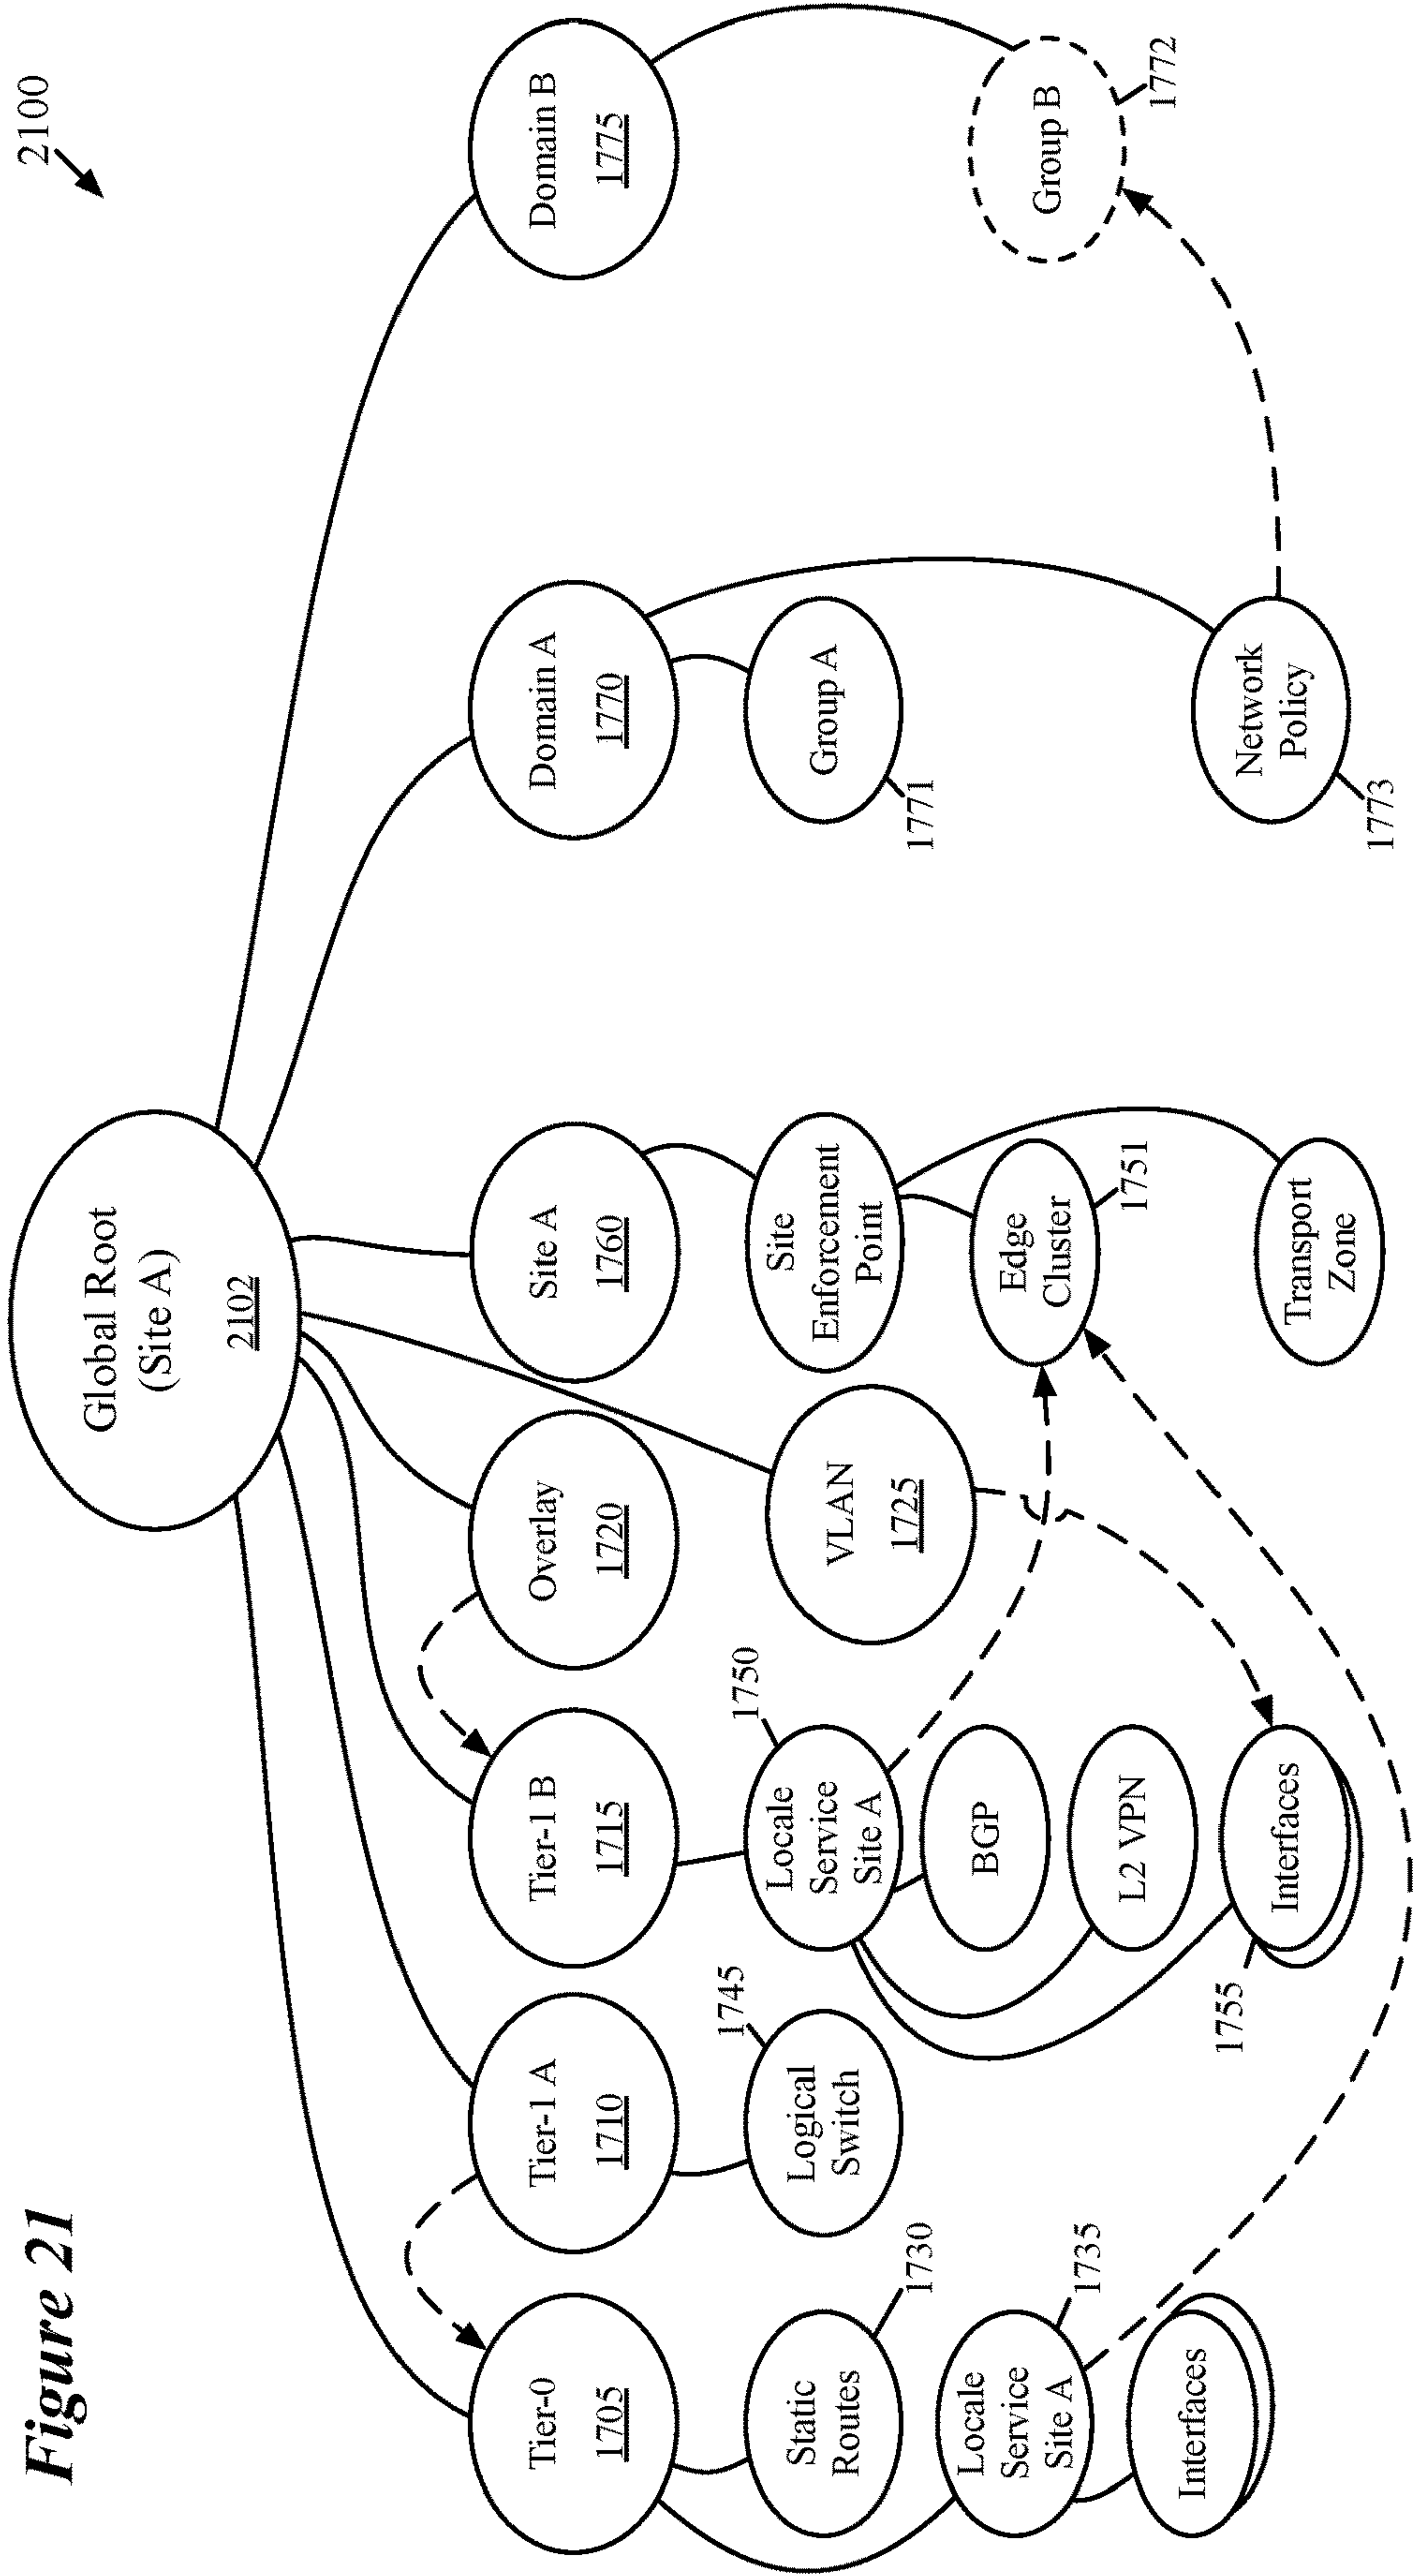 Figure 21
2100
Global Root
(Site A)
2102
Tier-0
1705
Tier-1 A
1710
Tier-1 B
1715
Overlay
1720
Site A
1760
Domain A
1770
Domain B
1775
Static
Routes
1730
Logical
Switch
1745
Locale
Service
Site A
1750
VLAN
1725
Site
Enforcement
Point
Group A
1771
Locale
Service
Site A
1735
BGP
Edge
Cluster
1751
Group B
1772
L2 VPN
Interfaces
Interfaces
1755
Transport
Zone
Network
Policy
1773